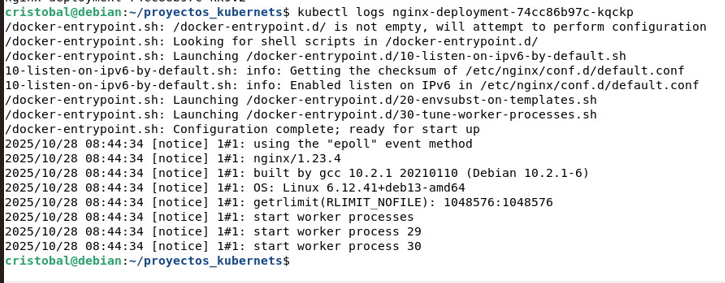 cristobal@debian:~/proyectos_kubernets$ kubectl logs nginx-deployment-74cc86b97c-kqckp
/docker-entrypoint.sh: /docker-entrypoint.d/ is not empty, will attempt to perform configuration
/docker-entrypoint.sh: Looking for shell scripts in /docker-entrypoint.d/
/docker-entrypoint.sh: Launching /docker-entrypoint.d/10-listen-on-ipv6-by-default.sh
10-listen-on-ipv6-by-default.sh: info: Getting the checksum of /etc/nginx/conf.d/default.conf
10-listen-on-ipv6-by-default.sh: info: Enabled listen on IPv6 in /etc/nginx/conf.d/default.conf
/docker-entrypoint.sh: Launching /docker-entrypoint.d/20-envsubst-on-templates.sh
/docker-entrypoint.sh: Launching /docker-entrypoint.d/30-tune-worker-processes.sh
/docker-entrypoint.sh: Configuration complete; ready for start up
2025/10/28 08:44:34 [notice] 1#1: using the "epoll" event method
2025/10/28 08:44:34 [notice] 1#1: nginx/1.23.4
2025/10/28 08:44:34 [notice] 1#1: built by gcc 10.2.1 20210110 (Debian 10.2.1-6)
2025/10/28 08:44:34 [notice] 1#1: OS: Linux 6.12.41+deb13-amd64
2025/10/28 08:44:34 [notice] 1#1: getrlimit(RLIMIT_NOFILE): 1048576:1048576
2025/10/28 08:44:34 [notice] 1#1: start worker processes
2025/10/28 08:44:34 [notice] 1#1: start worker process 29
2025/10/28 08:44:34 [notice] 1#1: start worker process 30
cristobal@debian:~/proyectos_kubernets$